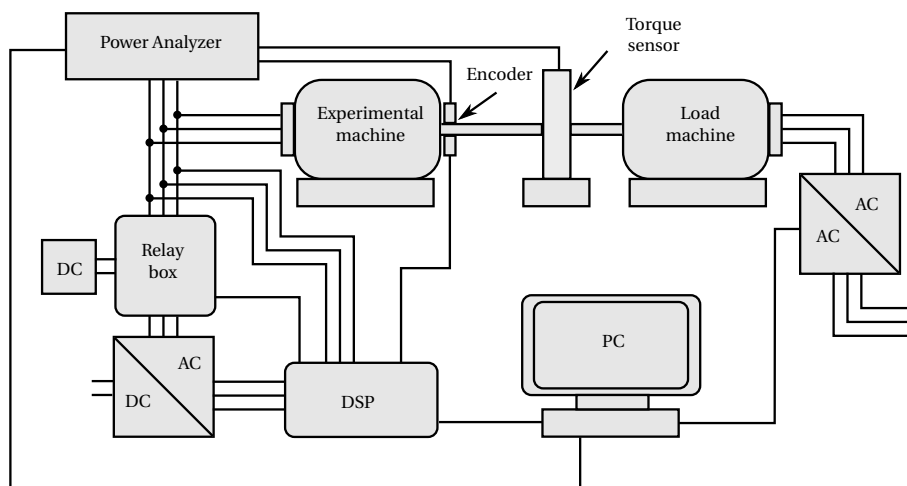 Power Analyzer
Torque
sensor
Encoder
Experimental
machine
Load
machine
AC
AC
Relay
box
DC
AC
DC
DSP
PC